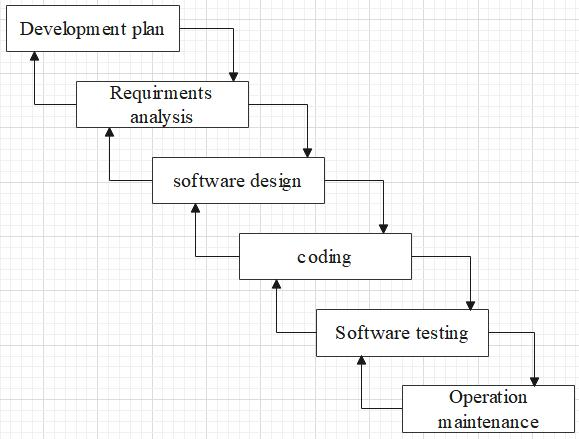 Development plan
Requirments
analysis
software design
coding
Software testing
Operation
maintenance